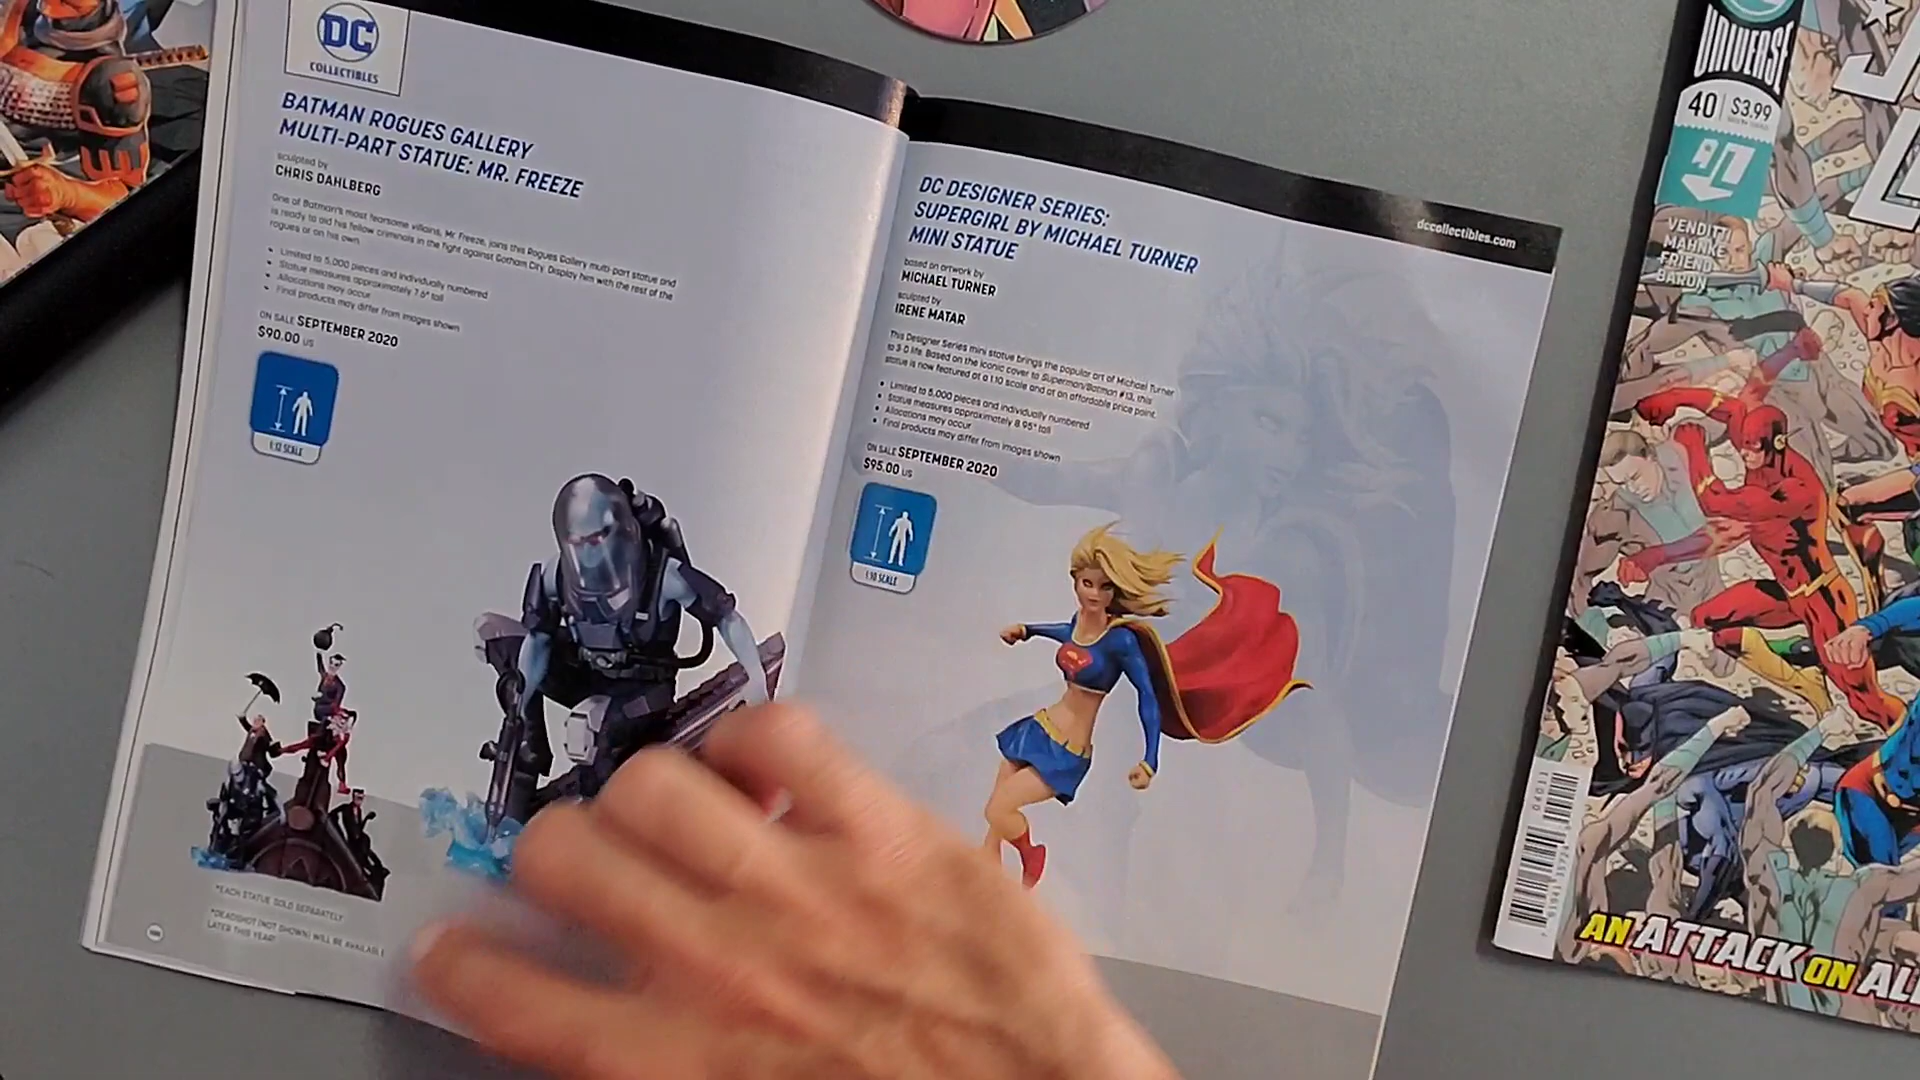 DC
COLLECTIBLES
BATMAN ROGUES GALLERY
MULTI-PART STATUE: MR. FREEZE
sculpted by
CHRIS DAHLBERG
One of Batman's most fearsome villains, Mr. Freeze, joins this Rogues Gallery multi-part statue and
is ready to aid his fellow criminals in the fight against Gotham City. Display him with the rest of the
rogues or on his own.
• Limited to 5,000 pieces and individually numbered
• Statue measures approximately 7.6" tall
• Allocations may occur
• Final products may differ from images shown
ON SALE SEPTEMBER 2020
$90.00 US
1:12 SCALE
*EACH STATUE SOLD SEPARATELY
*DEADSHOT (NOT SHOWN) WILL BE AVAILABLE
LATER THIS YEAR!
dccollectibles.com
DC DESIGNER SERIES:
SUPERGIRL BY MICHAEL TURNER
MINI STATUE
based on artwork by
MICHAEL TURNER
sculpted by
IRENE MATAR
This Designer Series mini statue brings the popular art of Michael Turner
to 3-D life. Based on the iconic cover to Superman/Batman #13, this
statue is now featured at a 1:10 scale and at an affordable price point.
• Limited to 5,000 pieces and individually numbered
• Statue measures approximately 8.95" tall
• Allocations may occur
• Final products may differ from images shown
ON SALE SEPTEMBER 2020
$95.00 US
1:10 SCALE
UNIVERSE
40 $3.99
VENDITTI
MAHNKE
FRIEND
BARON
04011
AN ATTACK ON AL